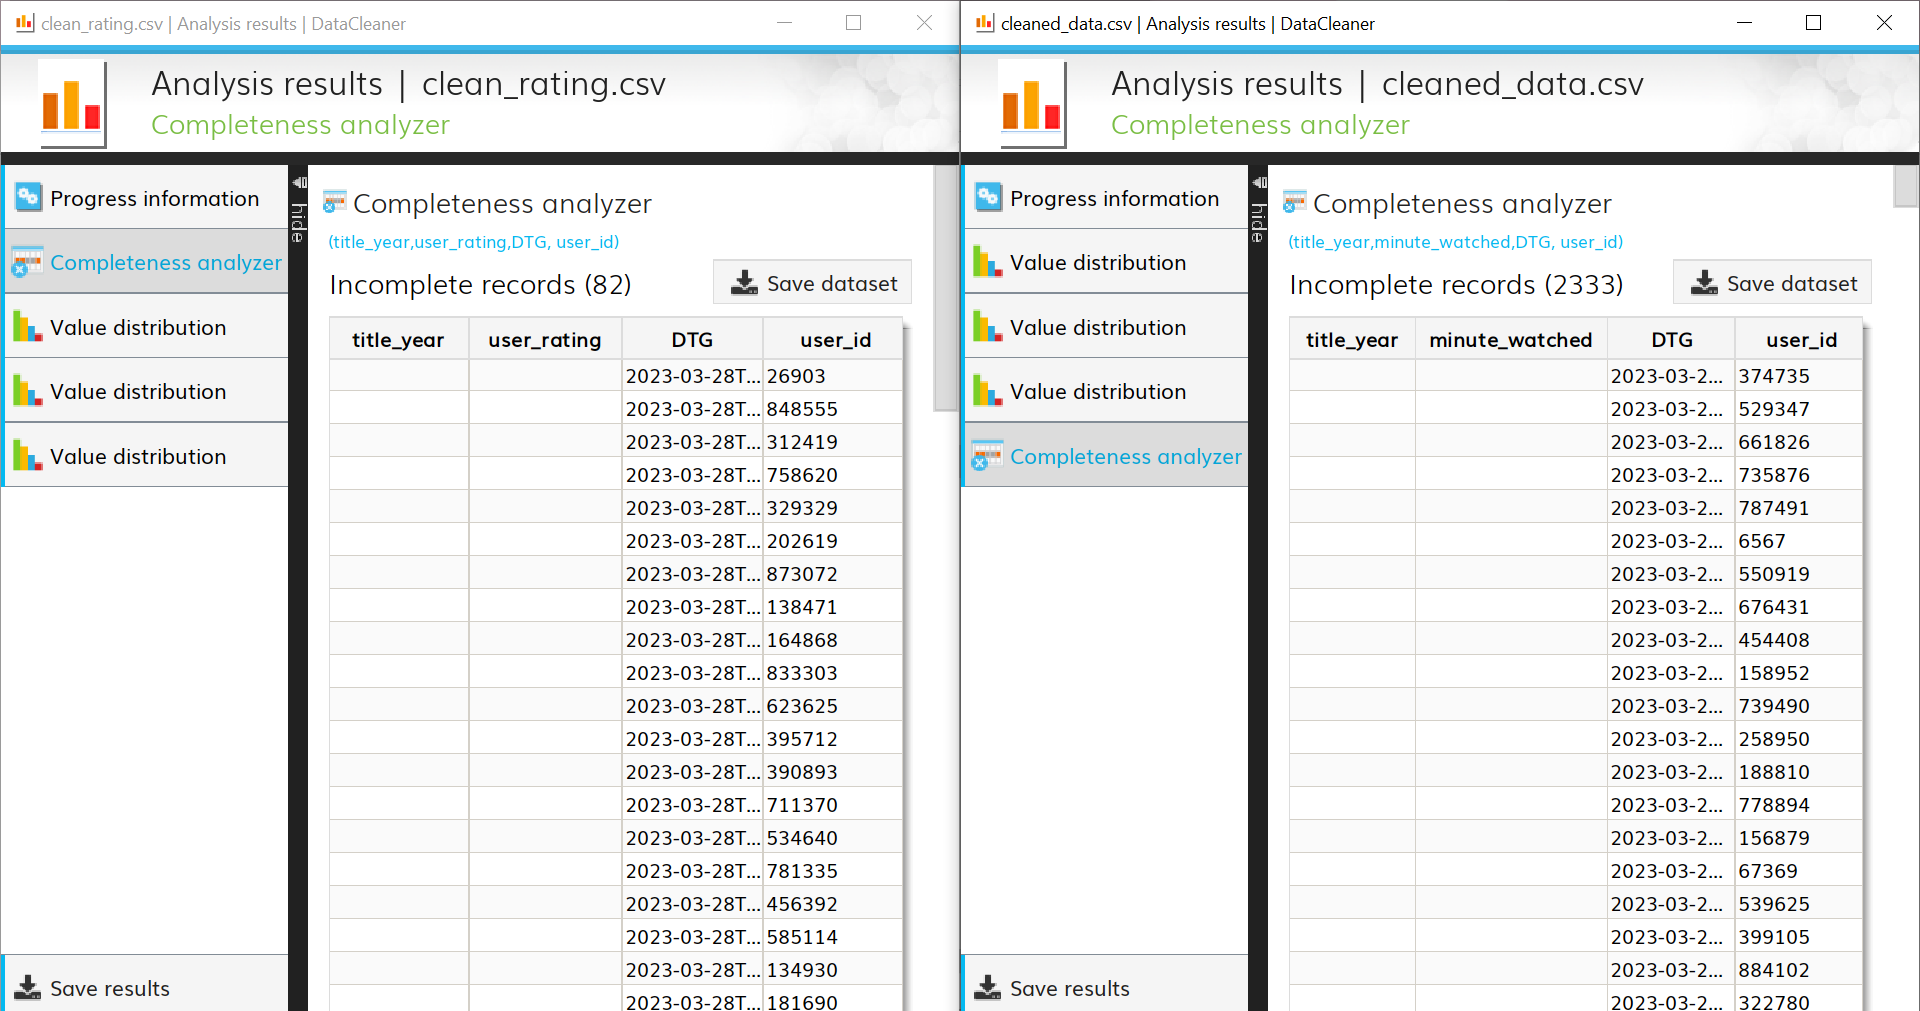 clean_rating.csv | Analysis results | DataCleaner
Analysis results | clean_rating.csv
Completeness analyzer
Progress information
Completeness analyzer
Value distribution
Value distribution
Value distribution
Save results
hide
Completeness analyzer
(title_year,user_rating,DTG, user_id)
Incomplete records (82)
Save dataset
title_year user_rating DTG user_id
2023-03-28T... 26903
2023-03-28T... 848555
2023-03-28T... 312419
2023-03-28T... 758620
2023-03-28T... 329329
2023-03-28T... 202619
2023-03-28T... 873072
2023-03-28T... 138471
2023-03-28T... 164868
2023-03-28T... 833303
2023-03-28T... 623625
2023-03-28T... 395712
2023-03-28T... 390893
2023-03-28T... 711370
2023-03-28T... 534640
2023-03-28T... 781335
2023-03-28T... 456392
2023-03-28T... 585114
2023-03-28T... 134930
2023-03-28T... 181690
cleaned_data.csv | Analysis results | DataCleaner
Analysis results | cleaned_data.csv
Completeness analyzer
Progress information
Value distribution
Value distribution
Value distribution
Completeness analyzer
Save results
hide
Completeness analyzer
(title_year,minute_watched,DTG, user_id)
Incomplete records (2333)
Save dataset
title_year minute_watched DTG user_id
2023-03-2... 374735
2023-03-2... 529347
2023-03-2... 661826
2023-03-2... 735876
2023-03-2... 787491
2023-03-2... 6567
2023-03-2... 550919
2023-03-2... 676431
2023-03-2... 454408
2023-03-2... 158952
2023-03-2... 739490
2023-03-2... 258950
2023-03-2... 188810
2023-03-2... 778894
2023-03-2... 156879
2023-03-2... 67369
2023-03-2... 539625
2023-03-2... 399105
2023-03-2... 884102
2023-03-2... 322780